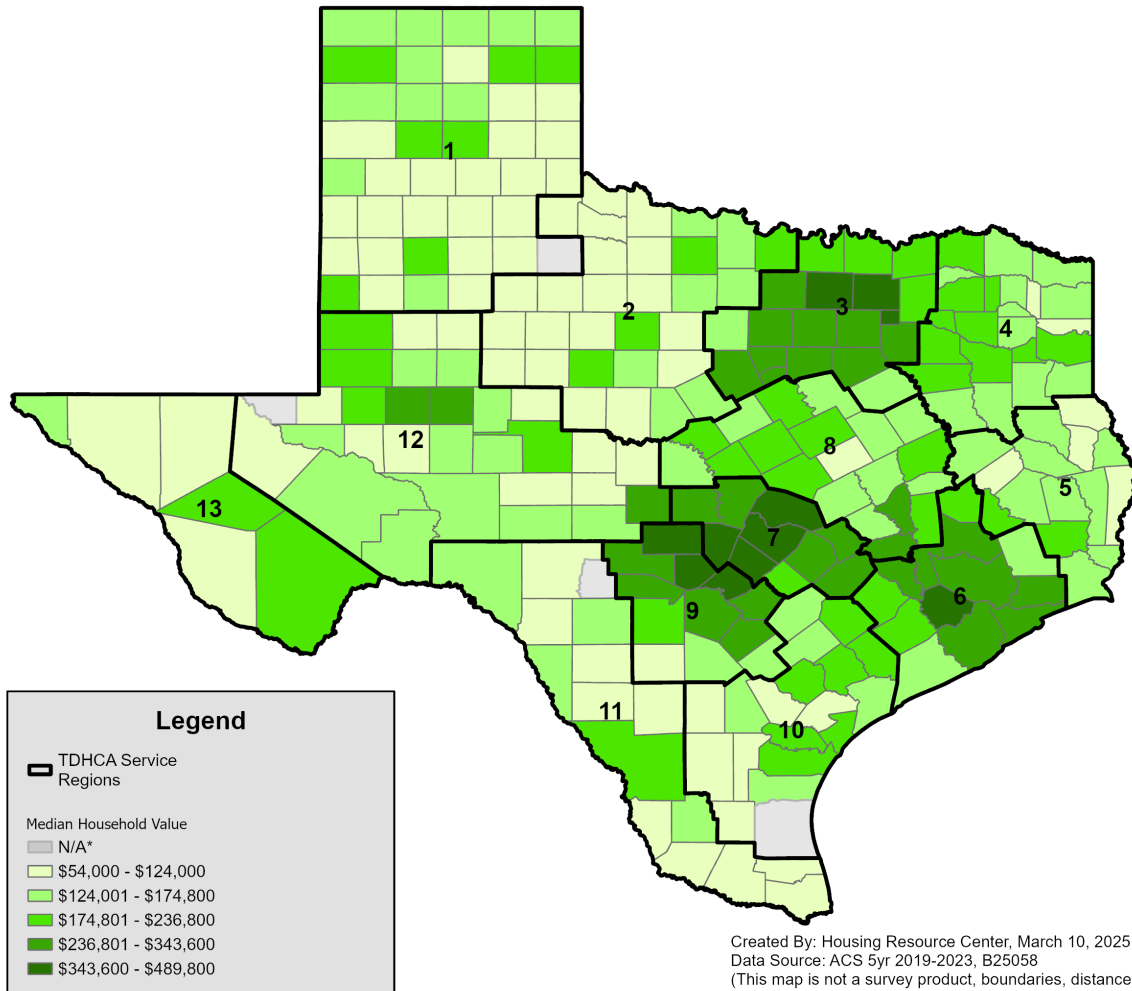 1
2
3
4
12
8
5
13
7
6
9
11
10
Legend
TDHCA Service
Regions
Median Household Value
N/A*
$54,000 - $124,000
$124,001 - $174,800
$174,801 - $236,800
$236,801 - $343,600
$343,600 - $489,800
Created By: Housing Resource Center, March 10, 2025
Data Source: ACS 5yr 2019-2023, B25058
(This map is not a survey product, boundaries, distance